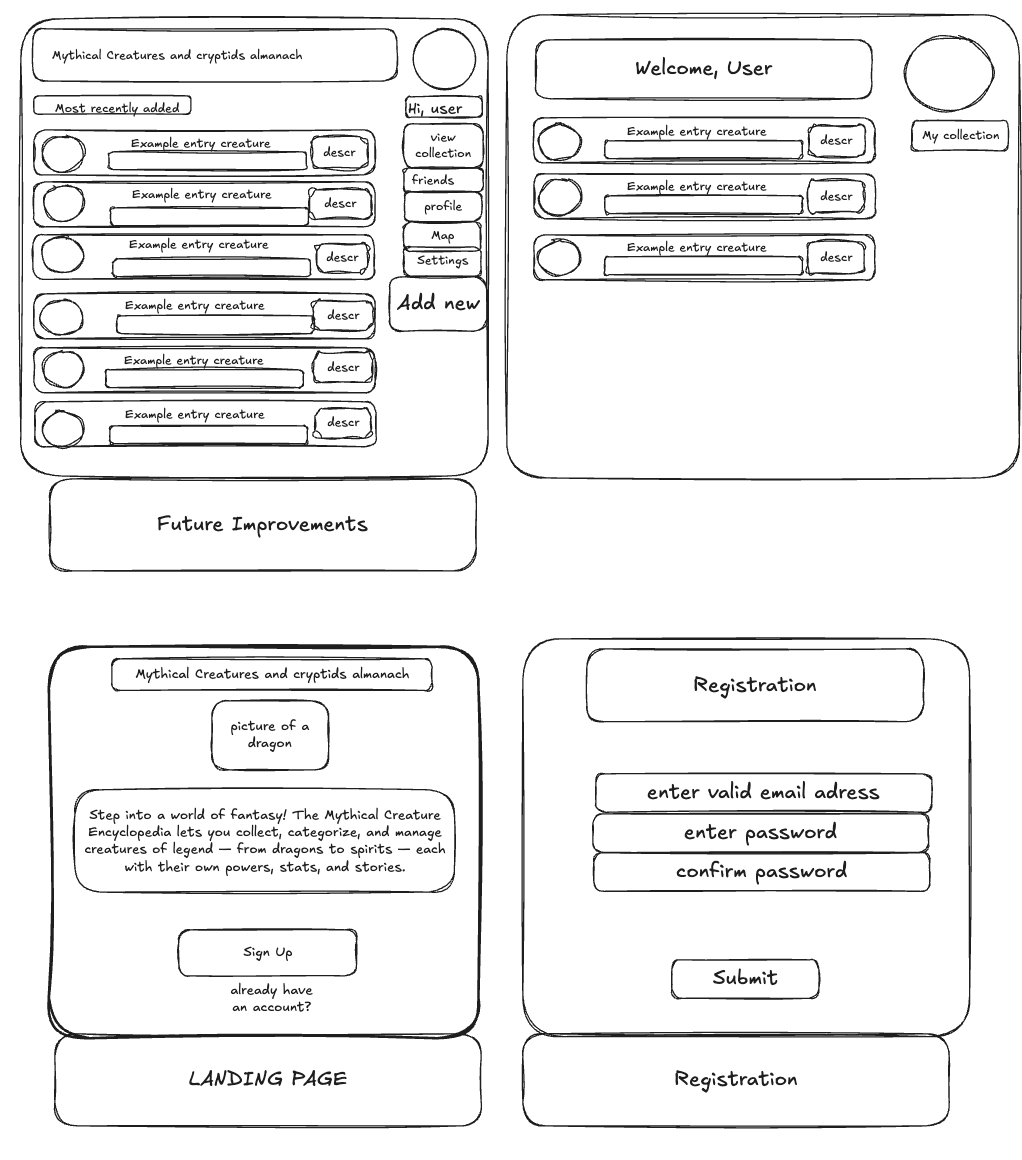 Mythical Creatures and cryptids almanach
Most recently added
Example entry creature
descr
Example entry creature
descr
Example entry creature
descr
Example entry creature
descr
Example entry creature
descr
Example entry creature
descr
Hi, user
view
collection
friends
profile
Map
Settings
Add new
Future Improvements
Welcome, User
My collection
Example entry creature
descr
Example entry creature
descr
Example entry creature
descr
Mythical Creatures and cryptids almanach
picture of a
dragon
Step into a world of fantasy! The Mythical Creature
Encyclopedia lets you collect, categorize, and manage
creatures of legend — from dragons to spirits — each
with their own powers, stats, and stories.
Sign Up
already have
an account?
LANDING PAGE
Registration
enter valid email adress
enter password
confirm password
Submit
Registration